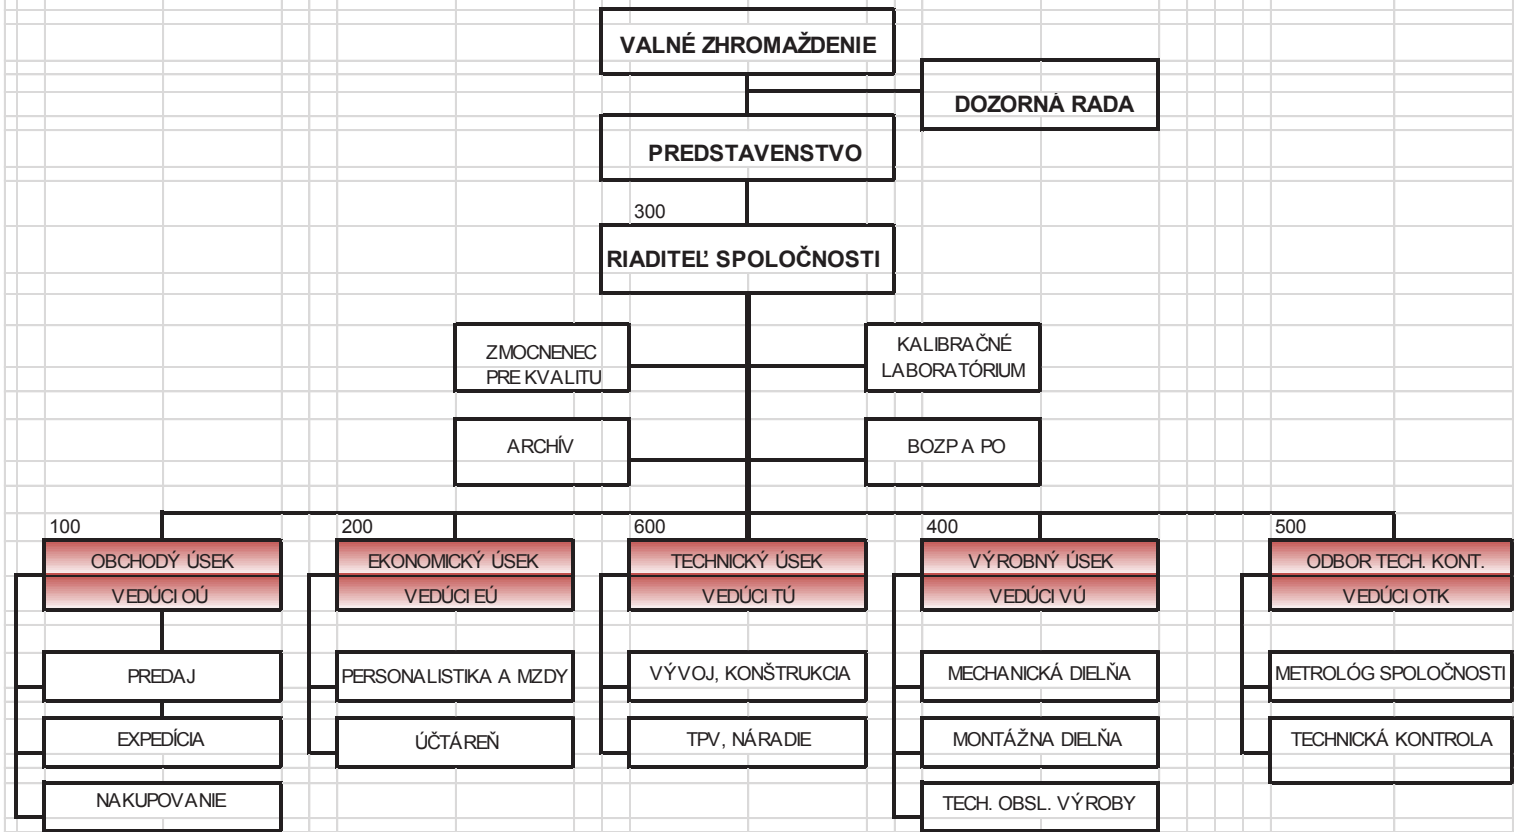 VALNÉ ZHROMAŽDENIE
DOZORNÁ RADA
PREDSTAVENSTVO
300
RIADITEĽ SPOLOČNOSTI
ZMOCNENEC
PRE KVALITU
KALIBRAČNÉ
LABORATÓRIUM
ARCHÍV
BOZP A PO
100
200
600
400
500
OBCHODÝ ÚSEK
EKONOMICKÝ ÚSEK
TECHNICKÝ ÚSEK
VÝROBNÝ ÚSEK
ODBOR TECH. KONT.
VEDÚCI OÚ
VEDÚCI EÚ
VEDÚCI TÚ
VEDÚCI VÚ
VEDÚCI OTK
PREDAJ
PERSONALISTIKA A MZDY
VÝVOJ, KONŠTRUKCIA
MECHANICKÁ DIELŇA
METROLÓG SPOLOČNOSTI
EXPEDÍCIA
ÚČTÁREŇ
TPV, NÁRADIE
MONTÁŽNA DIELŇA
TECHNICKÁ KONTROLA
NAKUPOVANIE
TECH. OBSL. VÝROBY